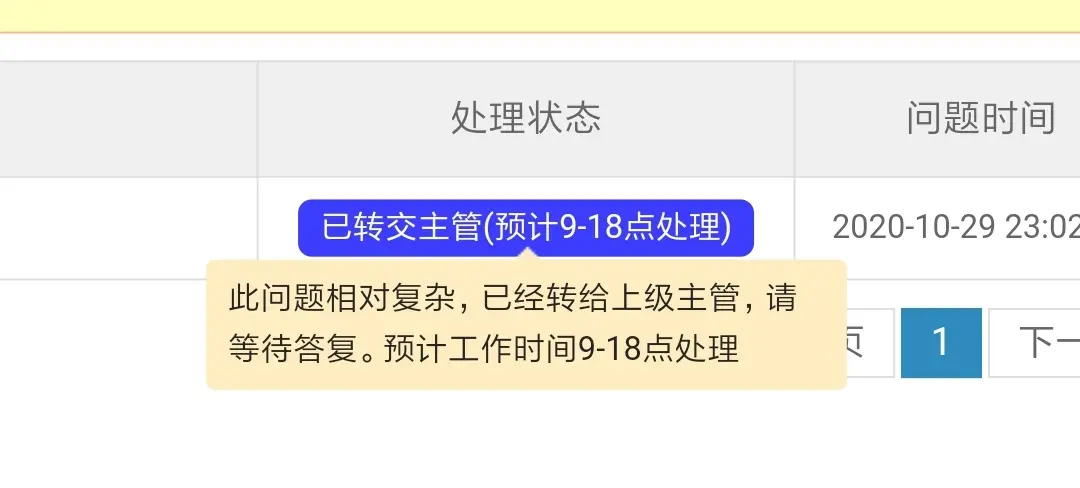 处理状态
问题时间
已转交主管(预计9-18点处理)
2020-10-29 23:02
此问题相对复杂，已经转给上级主管，请
等待答复。预计工作时间9-18点处理
页
1
下一